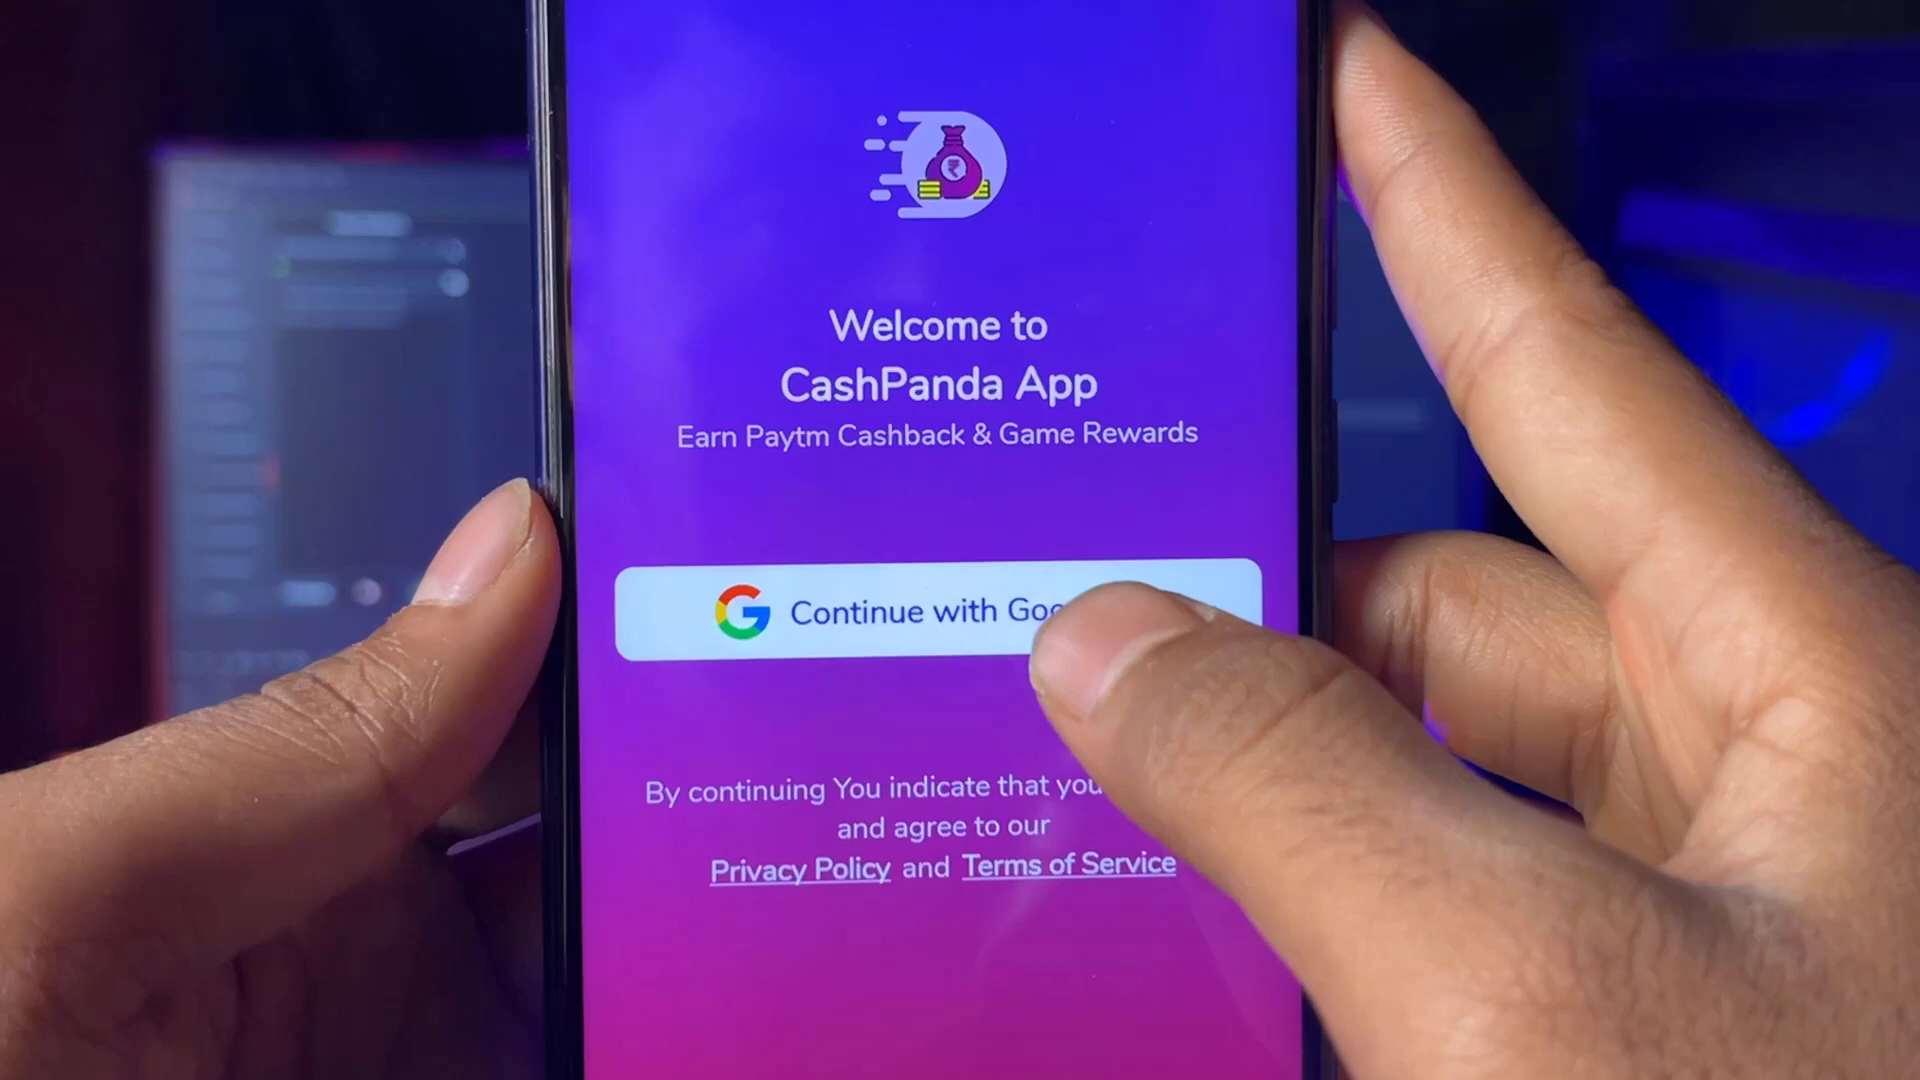 Welcome to
CashPanda App
Earn Paytm Cashback & Game Rewards
Continue with
By continuing You indicate that you
and agree to our
Privacy Policy and Terms of Service